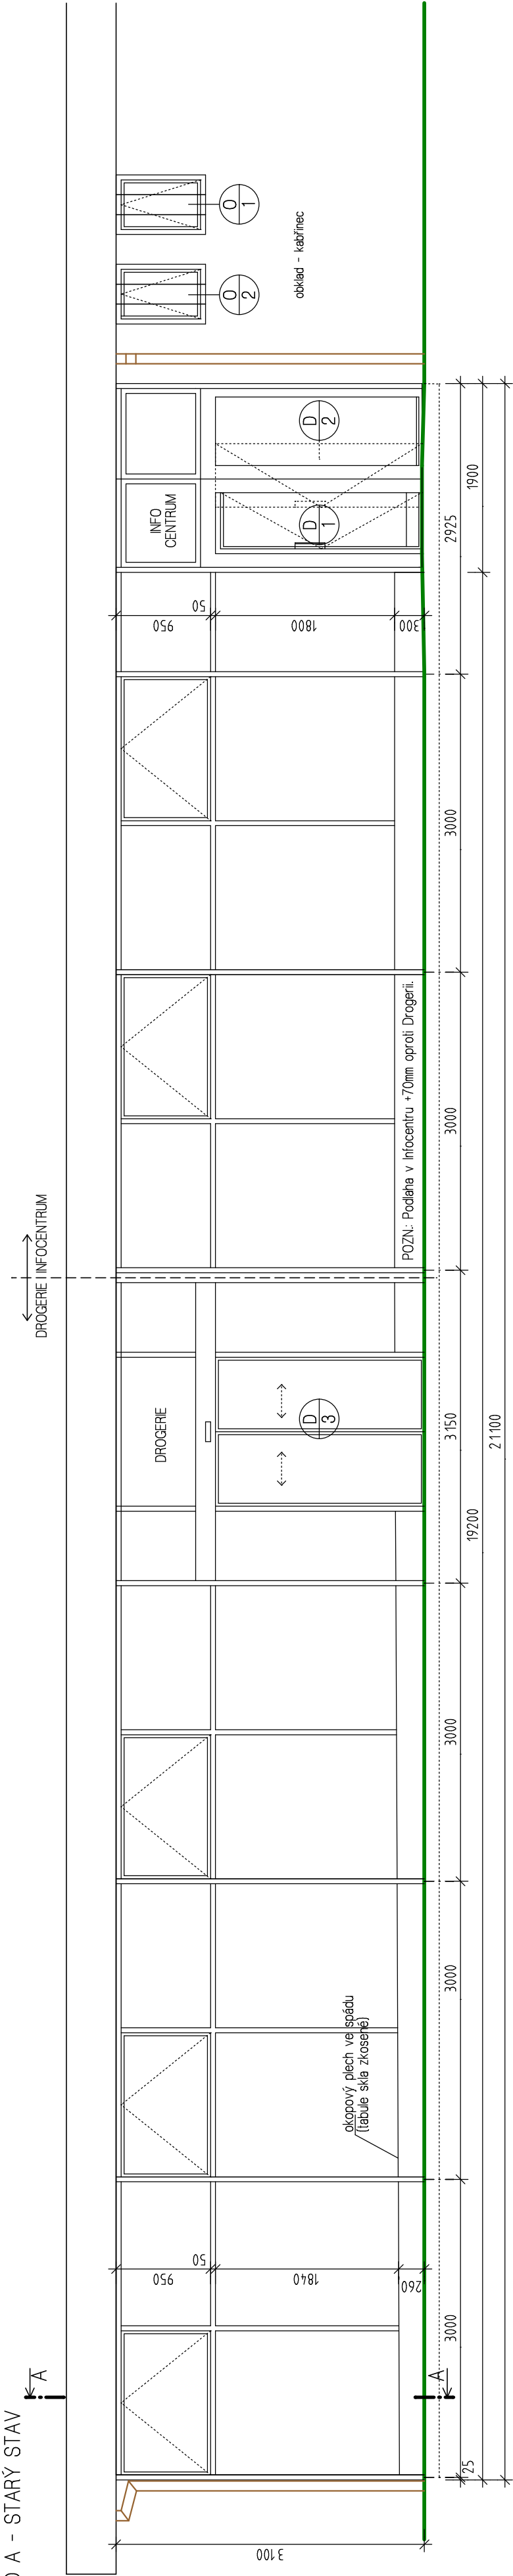 D A - STARÝ STAV
A
A
DROGERIE
INFOCENTRUM
DROGERIE
INFO
CENTRUM
O
1
O
2
obklad - kabřinec
D
1
D
2
D
3
POZN.: Podlaha v Infocentru +70mm oproti Drogerii.
okopový plech ve spádu
(tabule skla zkosené)
950
50
1840
260
950
50
1800
300
3100
25
3000
3000
3000
3150
3000
3000
2925
19200
1900
21100